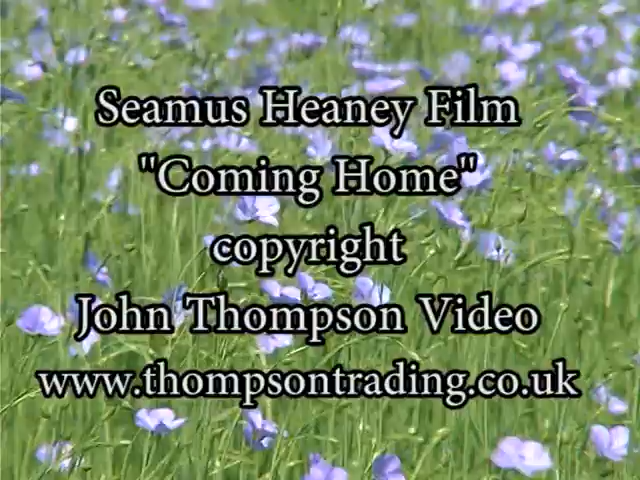 Seamus Heaney Film
"Coming Home"
copyright
John Thompson Video
www.thompsontrading.co.uk